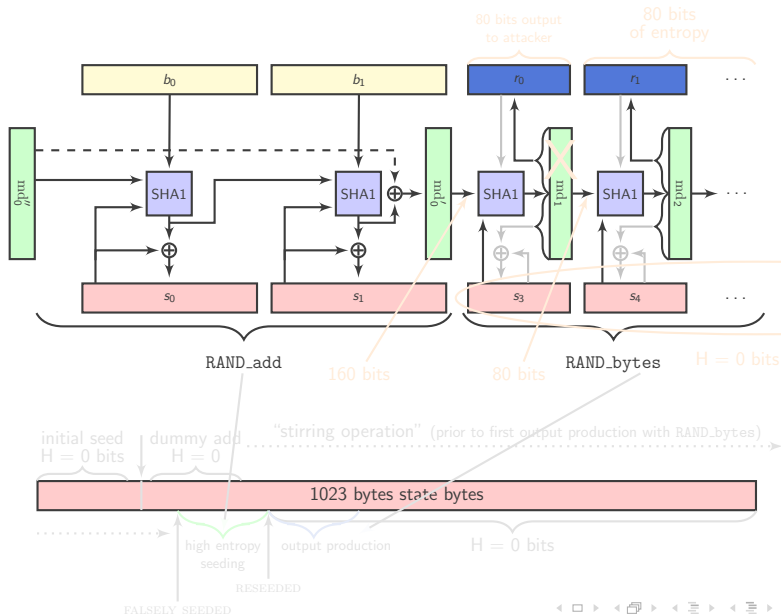 80 bits output
to attacker
80 bits
of entropy
b₀
b₁
r₀
r₁
...
md″₀
SHA1
SHA1
md′₀
SHA1
md₁
SHA1
md₂
...
s₀
s₁
s₃
s₄
...
RAND_add
160 bits
80 bits
RAND_bytes
H = 0 bits
initial seed
H = 0 bits
dummy add
H = 0
“stirring operation” (prior to first output production with RAND_bytes)
1023 bytes state bytes
high entropy
seeding
output production
H = 0 bits
RESEEDED
FALSELY SEEDED